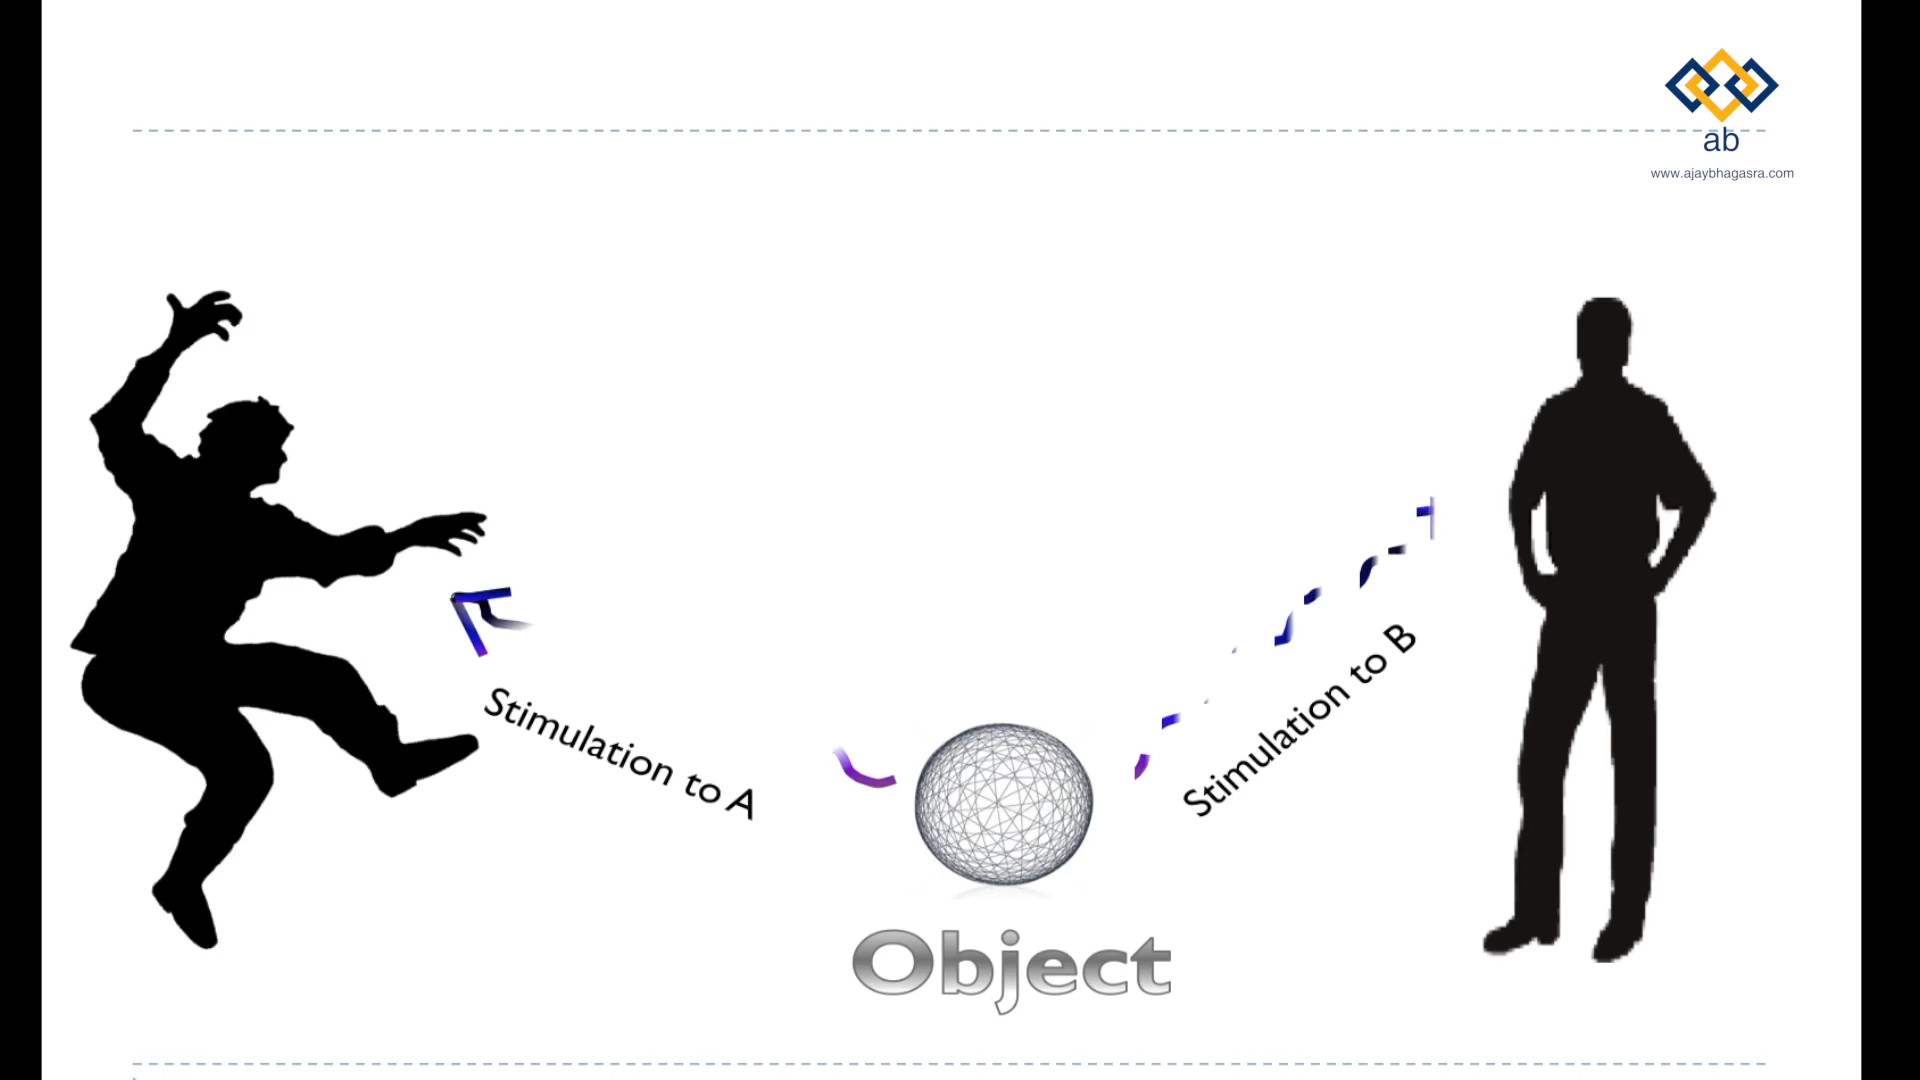 ab
www.ajaybhagasra.com
Stimulation to A
Stimulation to B
Object